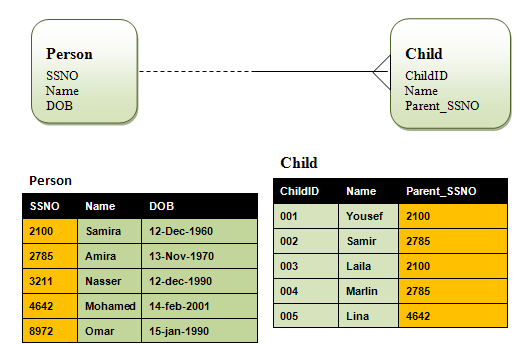 Person
SSNO
Name
DOB
Child
ChildID
Name
Parent_SSNO
Person
SSNO Name DOB
2100 Samira 12-Dec-1960
2785 Amira 13-Nov-1970
3211 Nasser 12-dec-1990
4642 Mohamed 14-feb-2001
8972 Omar 15-jan-1990
Child
ChildID Name Parent_SSNO
001 Yousef 2100
002 Samir 2785
003 Laila 2100
004 Marlin 2785
005 Lina 4642